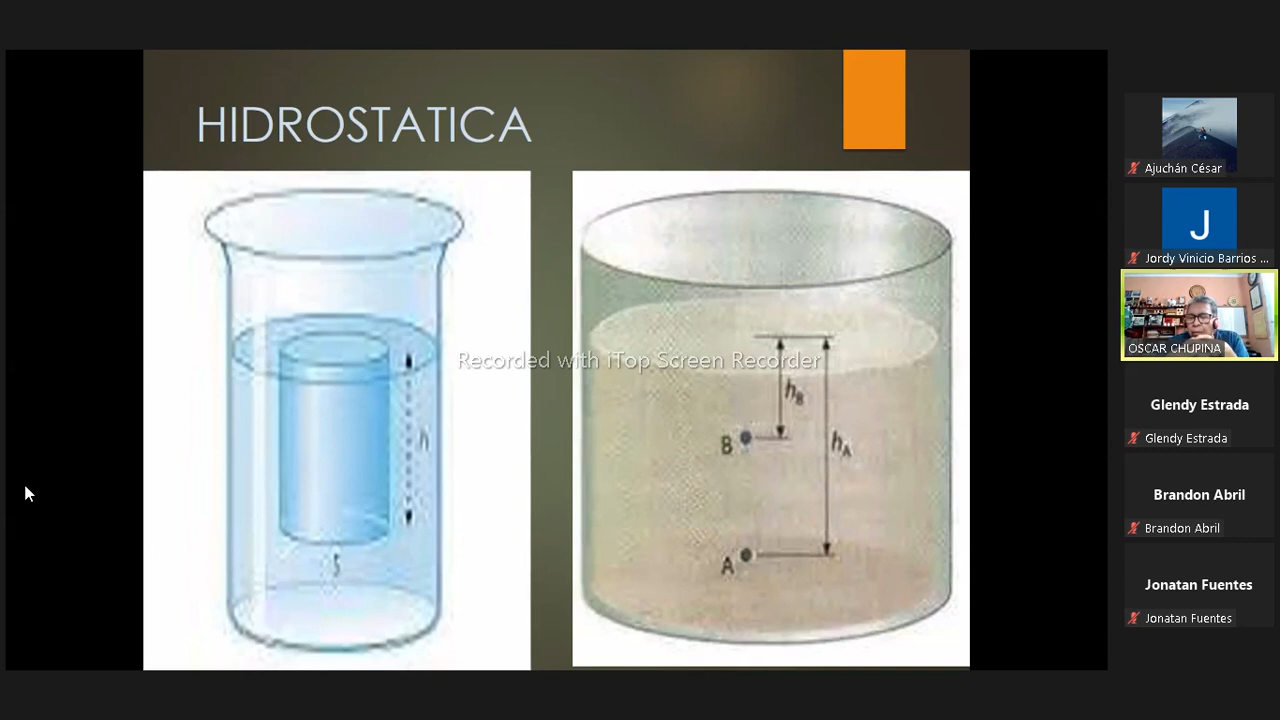 HIDROSTATICA
h
S
Recorded with iTop Screen Recorder
hB
B
hA
A
Ajuchán César
J
Jordy Vinicio Barrios ...
OSCAR CHUPINA
Glendy Estrada
Glendy Estrada
Brandon Abril
Brandon Abril
Jonatan Fuentes
Jonatan Fuentes